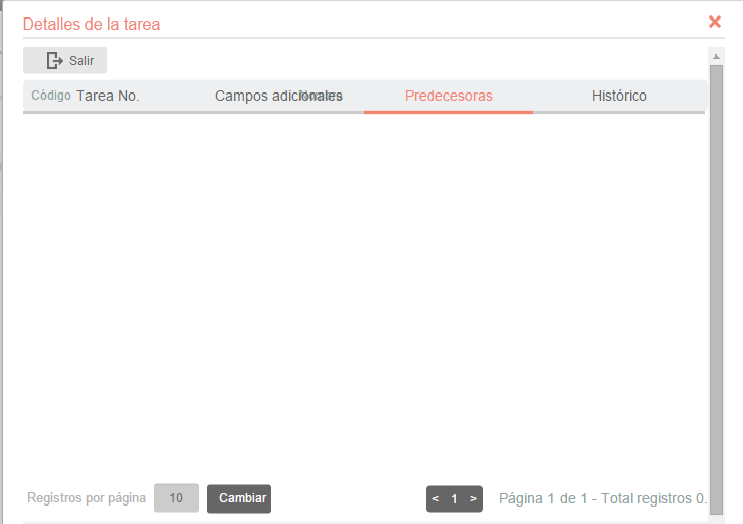 Detalles de la tarea
Salir
Código Tarea No. Campos adicionales Predecesoras Histórico
Registros por página 10 Cambiar < 1 > Página 1 de 1 - Total registros 0.